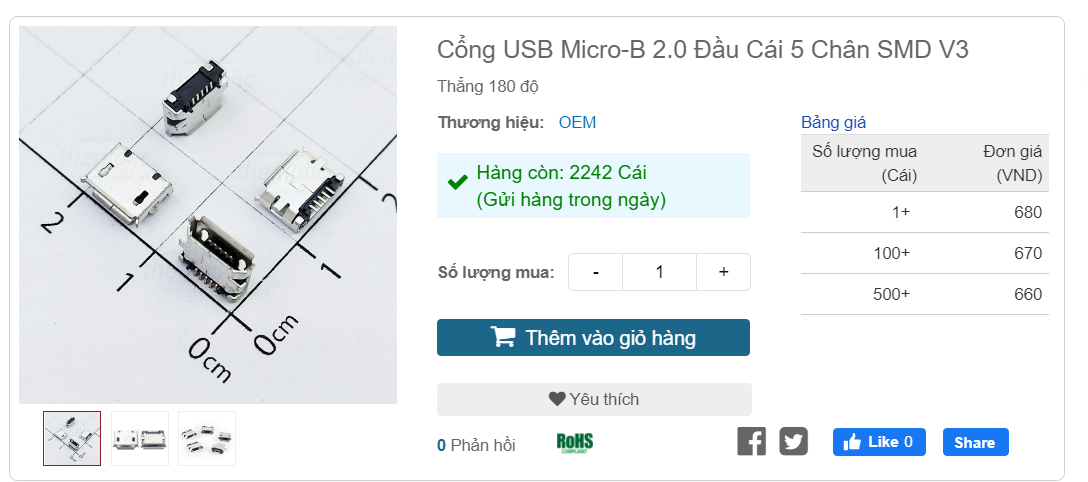 Cổng USB Micro-B 2.0 Đầu Cái 5 Chân SMD V3
Thẳng 180 độ
Thương hiệu: OEM
Hàng còn: 2242 Cái
(Gửi hàng trong ngày)
Số lượng mua: - 1 +
Thêm vào giỏ hàng
Yêu thích
0 Phản hồi
RoHS
COMPLIANT
Like 0
Share
Bảng giá
Số lượng mua
(Cái)
Đơn giá
(VND)
1+ 680
100+ 670
500+ 660
2
1
0cm
0cm
1
2